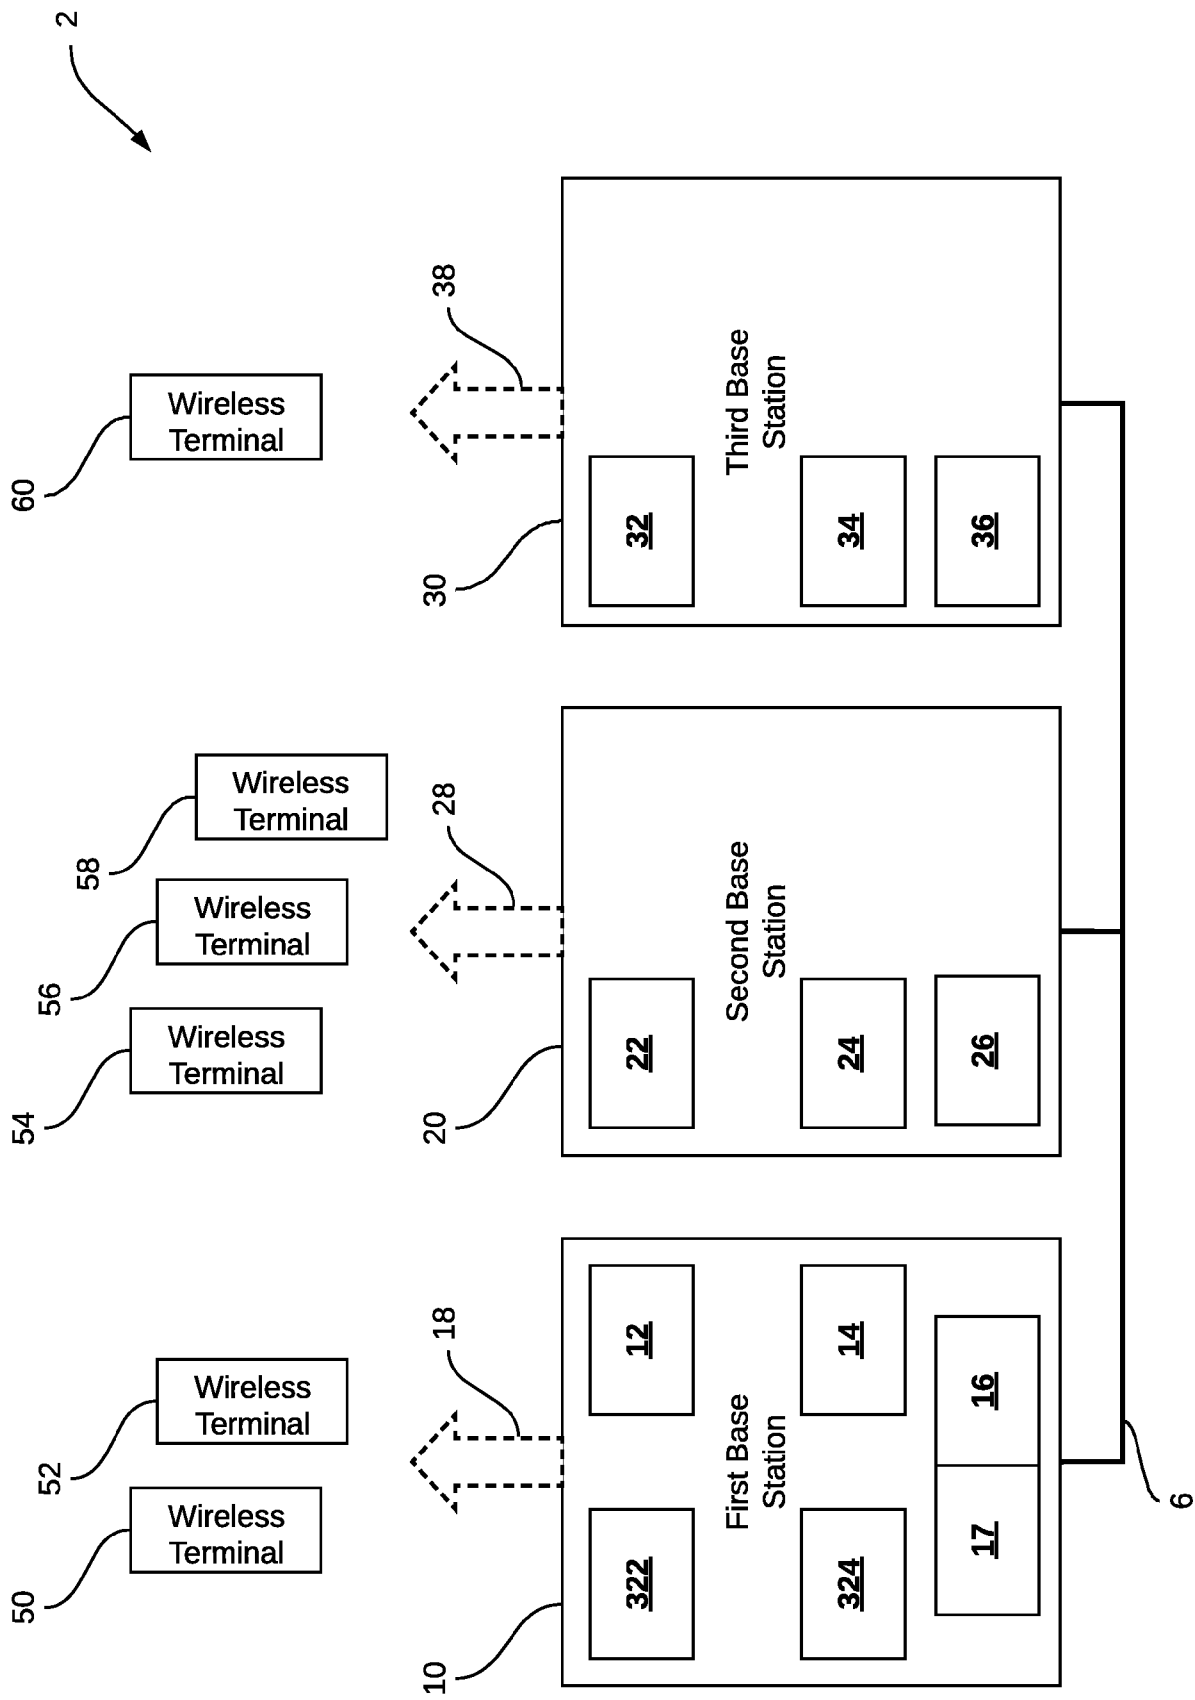 2
60
Wireless
Terminal
58
Wireless
Terminal
56
Wireless
Terminal
54
Wireless
Terminal
52
Wireless
Terminal
50
Wireless
Terminal
38
30
28
20
18
10
32
Third Base
Station
34
36
22
Second Base
Station
24
26
12
322
First Base
Station
14
324
16
17
6